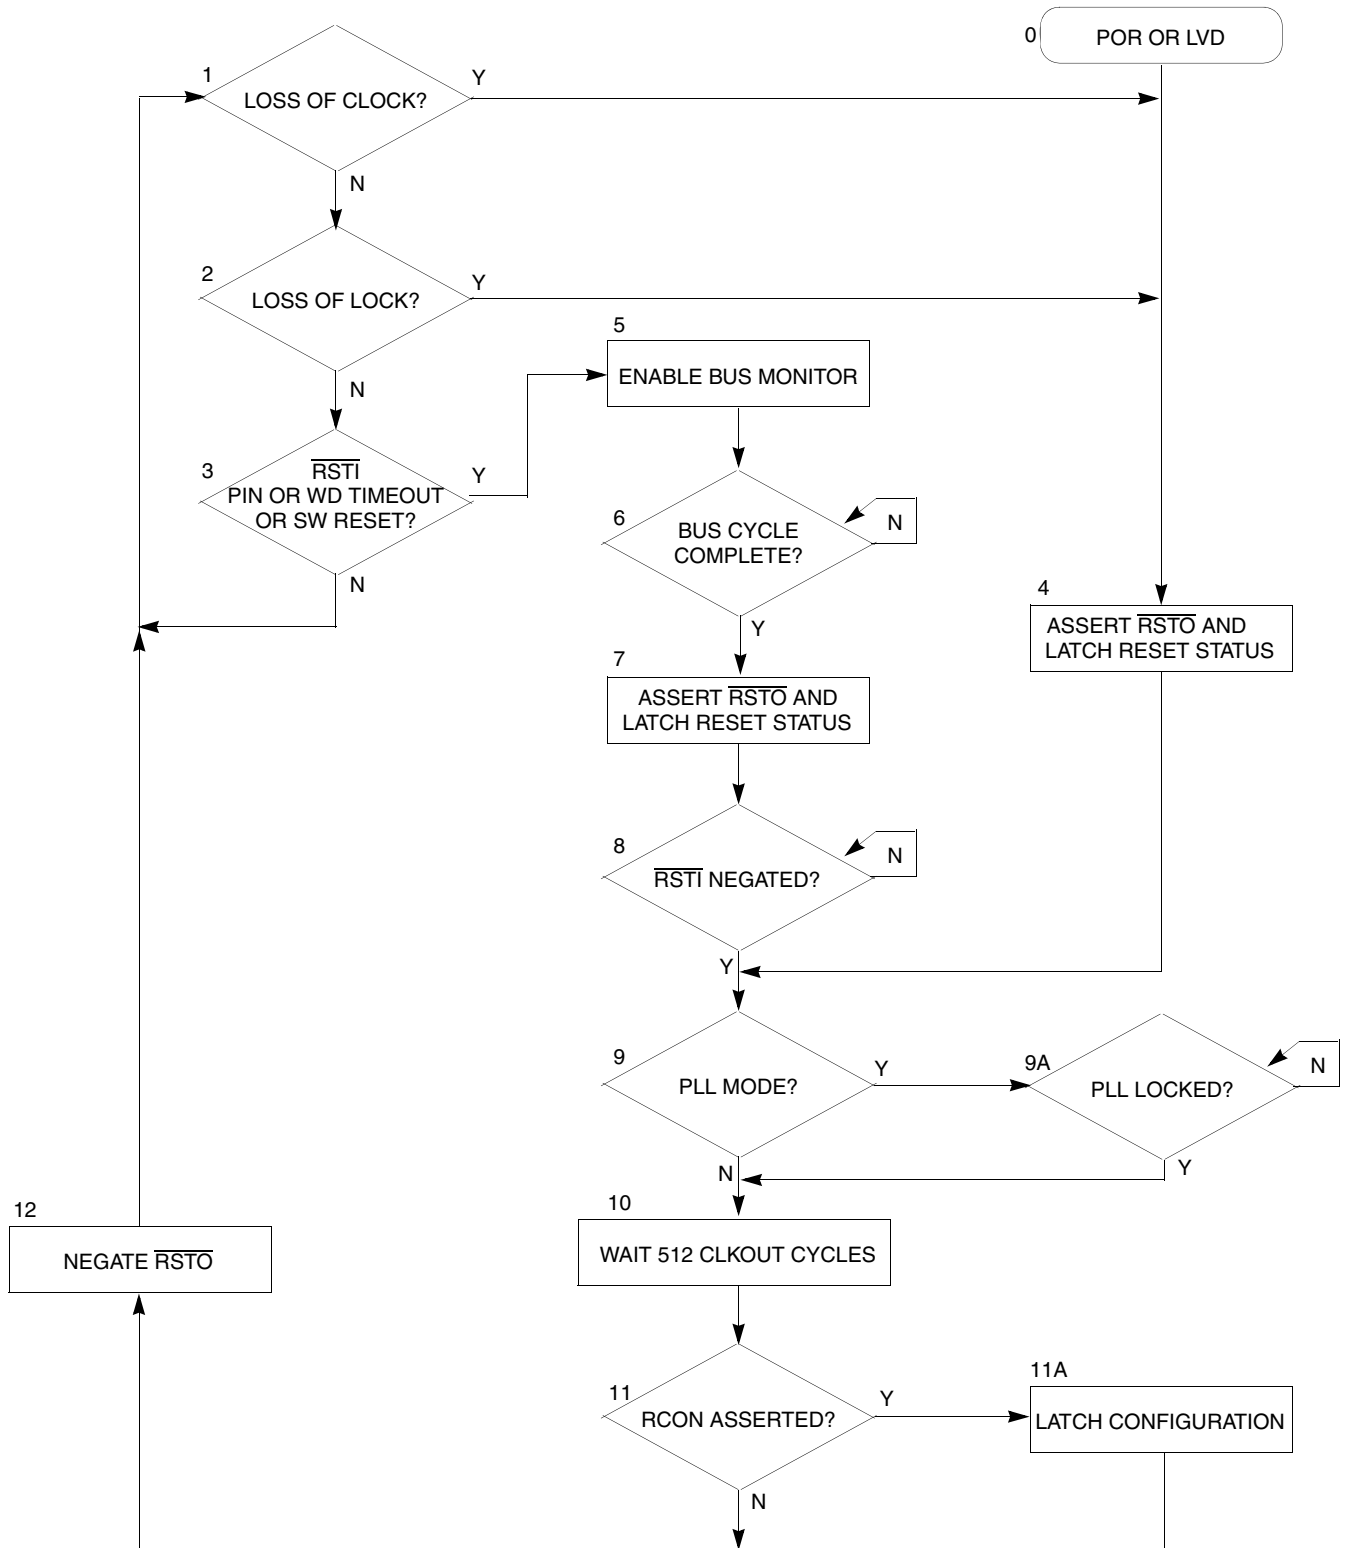 0
POR OR LVD
1
LOSS OF CLOCK?
Y
N
2
LOSS OF LOCK?
Y
N
3
RSTI
PIN OR WD TIMEOUT
OR SW RESET?
Y
N
5
ENABLE BUS MONITOR
6
BUS CYCLE
COMPLETE?
N
Y
4
ASSERT RSTO AND
LATCH RESET STATUS
7
ASSERT RSTO AND
LATCH RESET STATUS
8
RSTI NEGATED?
N
Y
9
PLL MODE?
Y
N
9A
PLL LOCKED?
N
Y
10
WAIT 512 CLKOUT CYCLES
12
NEGATE RSTO
11
RCON ASSERTED?
Y
N
11A
LATCH CONFIGURATION